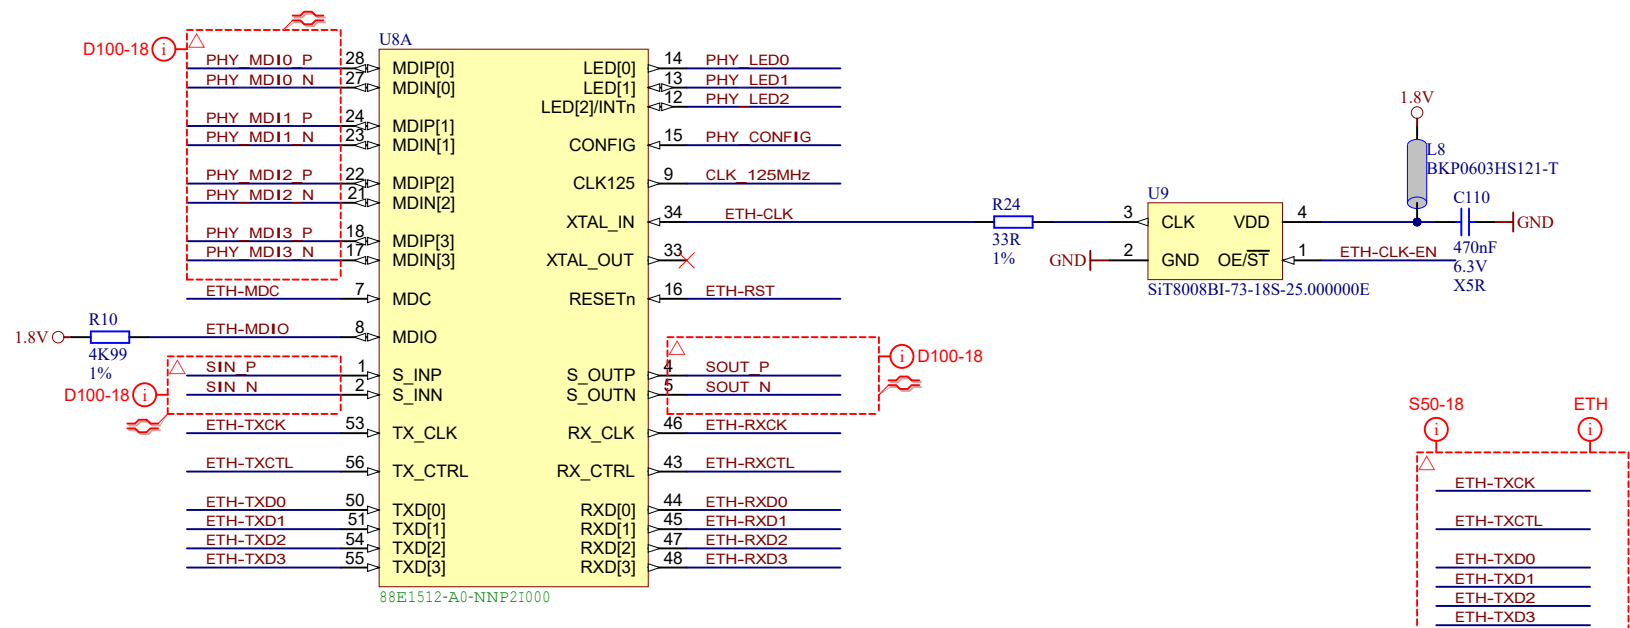 U8A
D100-18
PHY_MDI0_P 28 MDIP[0] LED[0] 14 PHY_LED0
PHY_MDI0_N 27 MDIN[0] LED[1] 13 PHY_LED1
LED[2]/INTn 12 PHY_LED2
PHY_MDI1_P 24 MDIP[1]
PHY_MDI1_N 23 MDIN[1] CONFIG 15 PHY_CONFIG
PHY_MDI2_P 22 MDIP[2] CLK125 9 CLK_125MHz
PHY_MDI2_N 21 MDIN[2]
XTAL_IN 34 ETH-CLK
PHY_MDI3_P 18 MDIP[3]
PHY_MDI3_N 17 MDIN[3] XTAL_OUT 33
ETH-MDC 7 MDC RESETn 16 ETH-RST
R10
1.8V ETH-MDIO 8 MDIO
4K99
1%
SIN_P 1 S_INP S_OUTP 4 SOUT_P
SIN_N 2 S_INN S_OUTN 5 SOUT_N
D100-18
D100-18
ETH-TXCK 53 TX_CLK RX_CLK 46 ETH-RXCK
ETH-TXCTL 56 TX_CTRL RX_CTRL 43 ETH-RXCTL
ETH-TXD0 50 TXD[0] RXD[0] 44 ETH-RXD0
ETH-TXD1 51 TXD[1] RXD[1] 45 ETH-RXD1
ETH-TXD2 54 TXD[2] RXD[2] 47 ETH-RXD2
ETH-TXD3 55 TXD[3] RXD[3] 48 ETH-RXD3
88E1512-A0-NNP2I000
1.8V
L8
BKP0603HS121-T
R24
33R
1%
U9
3 CLK VDD 4
GND 2 GND OE/ST 1 ETH-CLK-EN
SiT8008BI-73-18S-25.000000E
C110
GND
470nF
6.3V
X5R
S50-18 ETH
ETH-TXCK
ETH-TXCTL
ETH-TXD0
ETH-TXD1
ETH-TXD2
ETH-TXD3